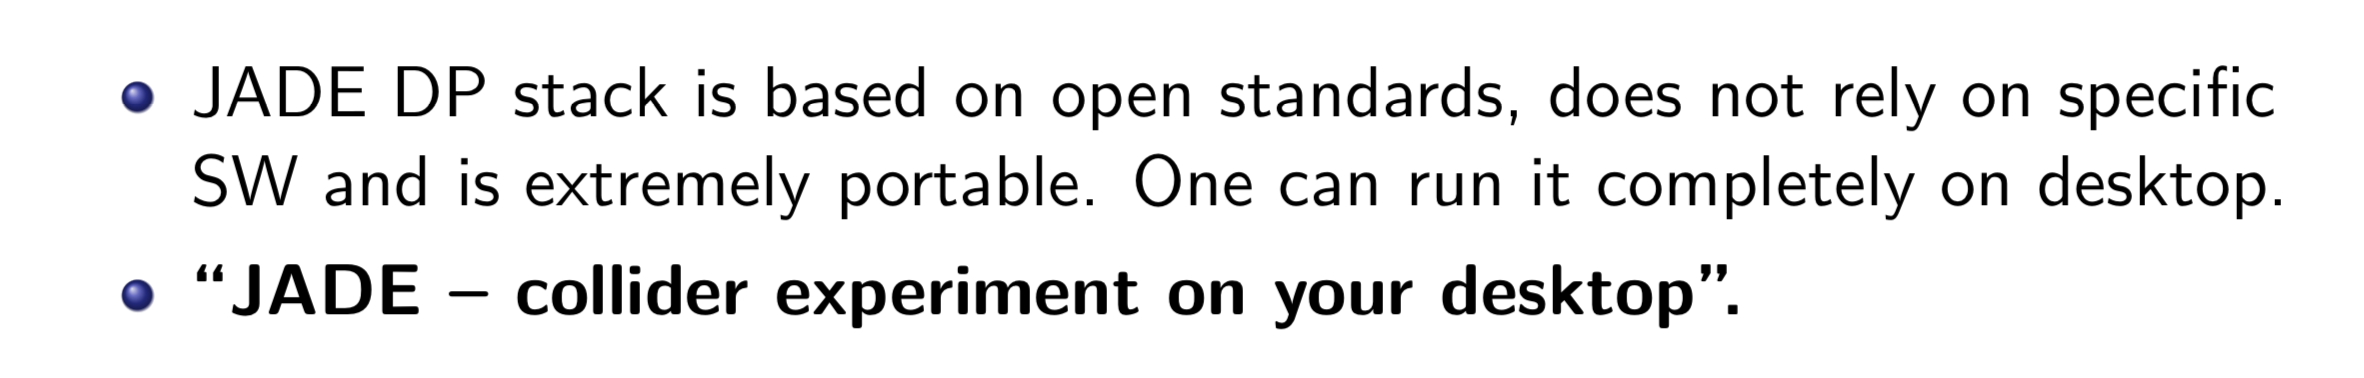 • JADE DP stack is based on open standards, does not rely on specific
SW and is extremely portable. One can run it completely on desktop.
• “JADE – collider experiment on your desktop”.